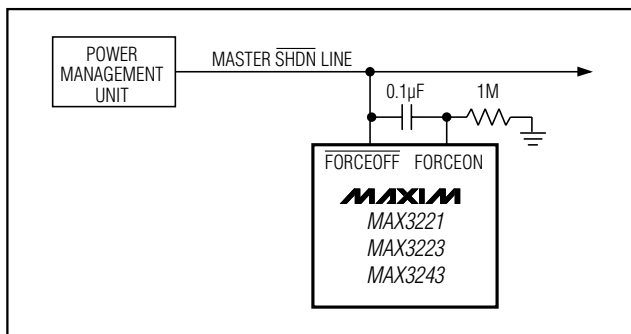 POWER
MANAGEMENT
UNIT
MASTER SHDN LINE
0.1µF
1M
FORCEOFF FORCEON
MAXIM
MAX3221
MAX3223
MAX3243